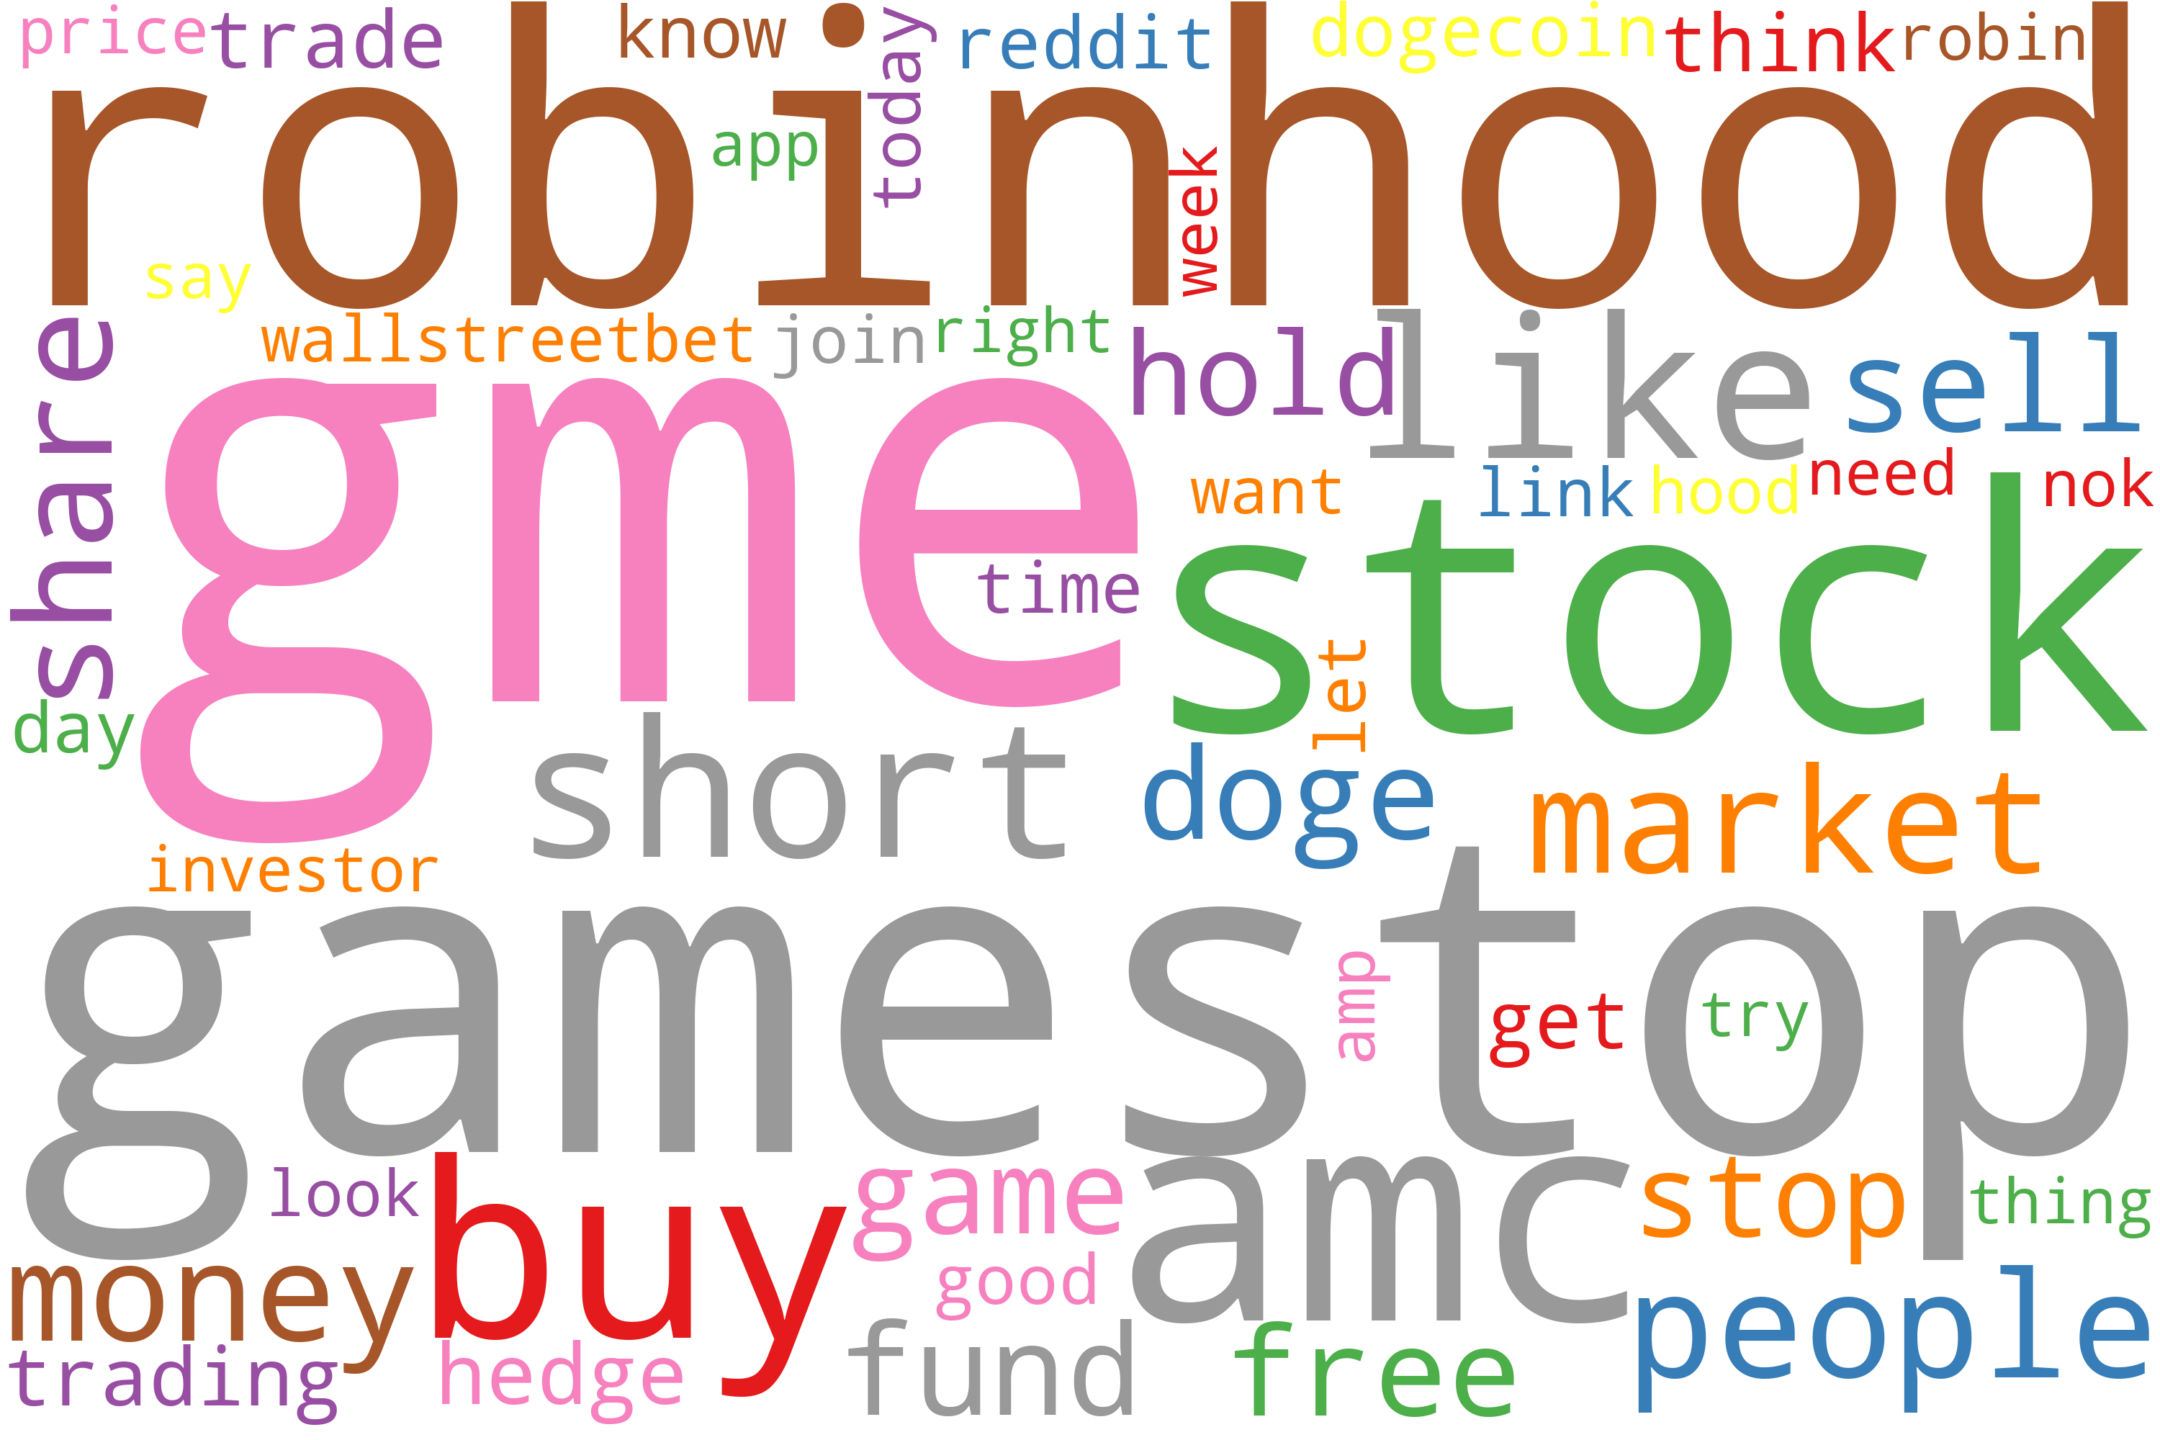 price
trade
know
today
reddit
dogecoin
think
robin
robinhood
app
week
say
share
wallstreetbet
join
right
hold
like
sell
gme
want
link
hood
need
nok
time
stock
let
day
short
doge
market
investor
gamestop
amp
get
try
look
buy
game
amc
stop
thing
money
good
people
trading
hedge
fund
free